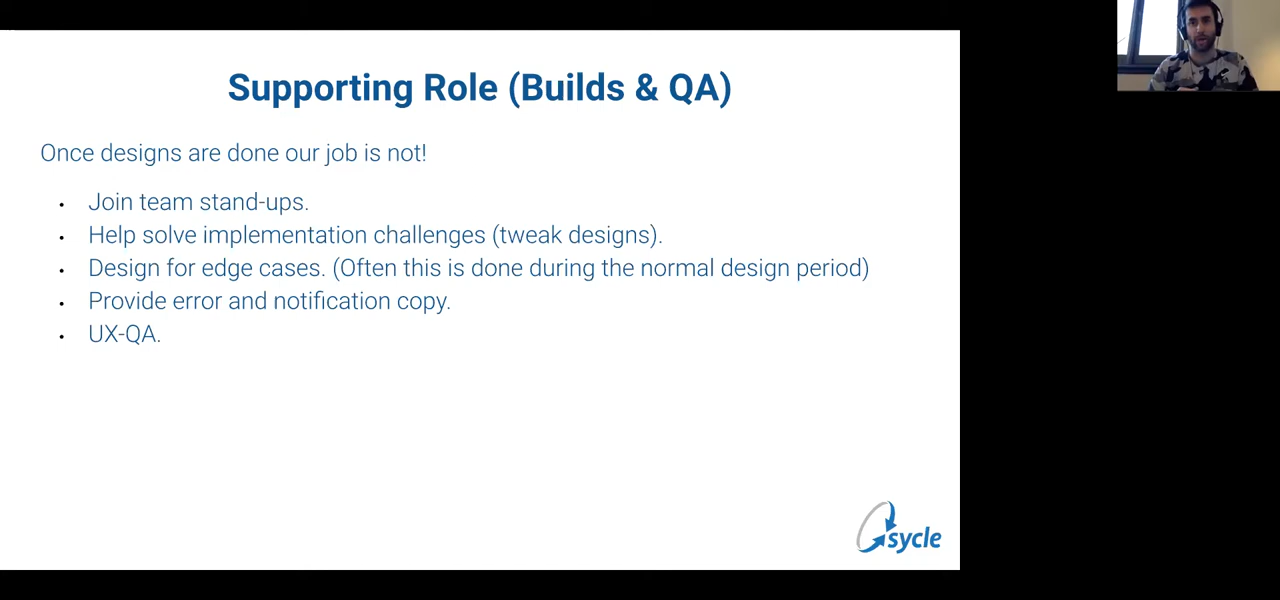 Supporting Role (Builds & QA)
Once designs are done our job is not!
• Join team stand-ups.
• Help solve implementation challenges (tweak designs).
• Design for edge cases. (Often this is done during the normal design period)
• Provide error and notification copy.
• UX-QA.
sycle